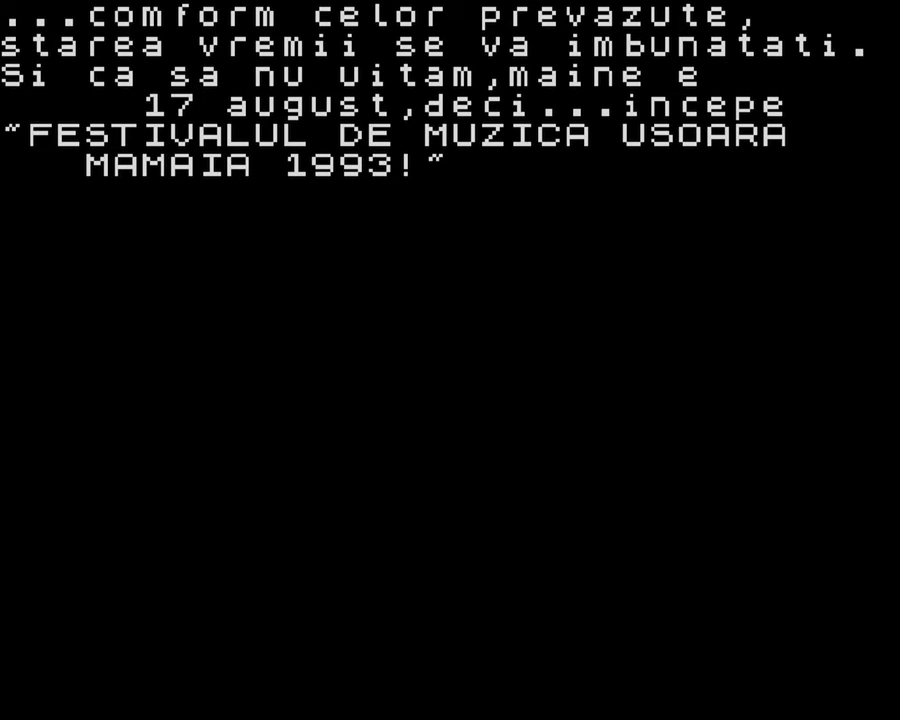 ...comform celor prevazute,
starea vremii se va imbunatati.
Si ca sa nu uitam,maine e
17 august,deci...incepe
"FESTIVALUL DE MUZICA USOARA
MAMAIA 1993!"